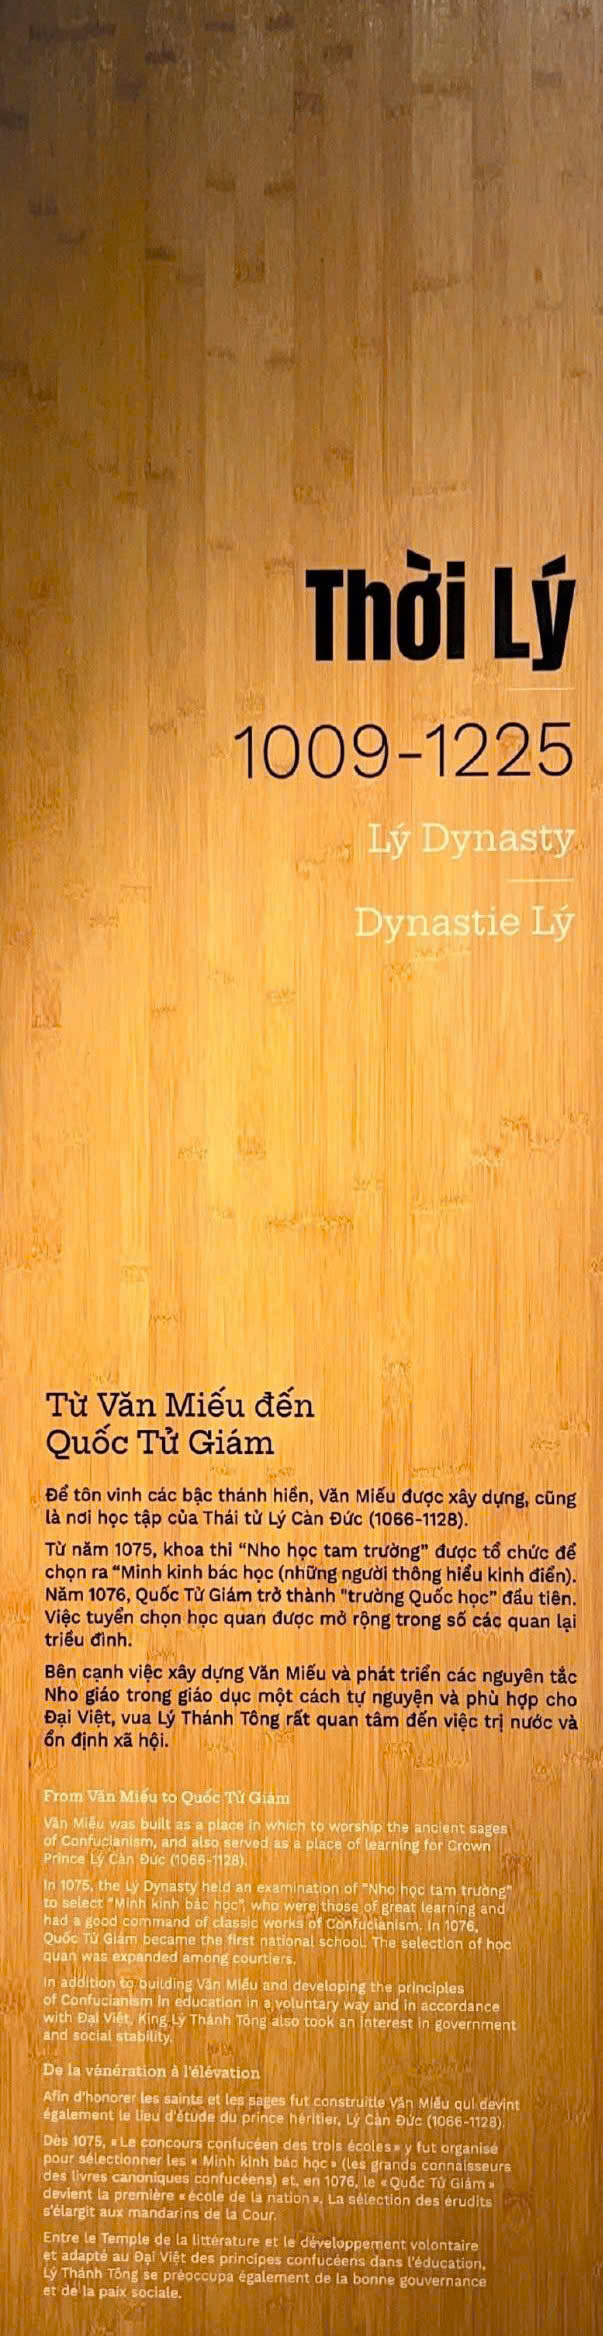 Thời Lý
1009-1225
Lý Dynasty
Dynastie Lý
Từ Văn Miếu đến
Quốc Tử Giám
Để tôn vinh các bậc thánh hiền, Văn Miếu được xây dựng, cũng
là nơi học tập của Thái tử Lý Càn Đức (1066-1128).
Từ năm 1075, khoa thi “Nho học tam trường” được tổ chức để
chọn ra “Minh kinh bác học (những người thông hiểu kinh điển).
Năm 1076, Quốc Tử Giám trở thành "trường Quốc học” đầu tiên.
Việc tuyển chọn học quan được mở rộng trong số các quan lại
triều đình.
Bên cạnh việc xây dựng Văn Miếu và phát triển các nguyên tắc
Nho giáo trong giáo dục một cách tự nguyện và phù hợp cho
Đại Việt, vua Lý Thánh Tông rất quan tâm đến việc trị nước và
ổn định xã hội.
From Văn Miếu to Quốc Tử Giám
Văn Miếu was built as a place in which to worship the ancient sages
of Confucianism, and also served as a place of learning for Crown
Prince Lý Càn Đức (1066-1128).
In 1075, the Lý Dynasty held an examination of "Nho học tam trường"
to select "Minh kinh bác học", who were those of great learning and
had a good command of classic works of Confucianism. In 1076,
Quốc Tử Giám became the first national school. The selection of học
quan was expanded among courtiers.
In addition to building Văn Miếu and developing the principles
of Confucianism in education in a voluntary way and in accordance
with Đại Việt, King Lý Thánh Tông also took an interest in government
and social stability.
De la vénération à l'élévation
Afin d'honorer les saints et les sages fut construitle Văn Miếu qui devint
également le lieu d'étude du prince héritier, Lý Càn Đức (1066-1128).
Dès 1075, « Le concours confucéen des trois écoles » y fut organisé
pour sélectionner les « Minh kinh bác học » (les grands connaisseurs
des livres canoniques confucéens) et, en 1076, le « Quốc Tử Giám »
devient la première « école de la nation ». La sélection des érudits
s'élargit aux mandarins de la Cour.
Entre le Temple de la littérature et le développement volontaire
et adapté au Đại Việt des principes confucéens dans l'éducation,
Lý Thánh Tông se préoccupa également de la bonne gouvernance
et de la paix sociale.